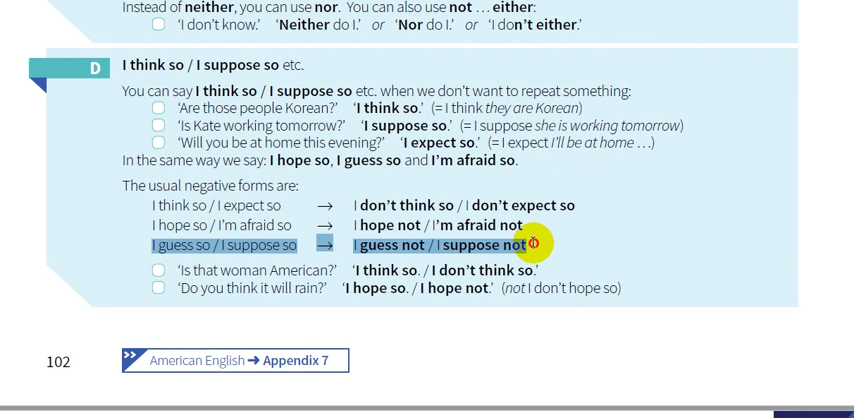 Instead of neither, you can use nor. You can also use not … either:
'I don't know.' 'Neither do I.' or 'Nor do I.' or 'I don't either.'
D
I think so / I suppose so etc.
You can say I think so / I suppose so etc. when we don't want to repeat something:
'Are those people Korean?' 'I think so.' (= I think they are Korean)
'Is Kate working tomorrow?' 'I suppose so.' (= I suppose she is working tomorrow)
'Will you be at home this evening?' 'I expect so.' (= I expect I'll be at home …)
In the same way we say: I hope so, I guess so and I'm afraid so.
The usual negative forms are:
I think so / I expect so → I don't think so / I don't expect so
I hope so / I'm afraid so → I hope not / I'm afraid not
I guess so / I suppose so → I guess not / I suppose not
'Is that woman American?' 'I think so. / I don't think so.'
'Do you think it will rain?' 'I hope so. / I hope not.' (not I don't hope so)
102
American English ➜ Appendix 7